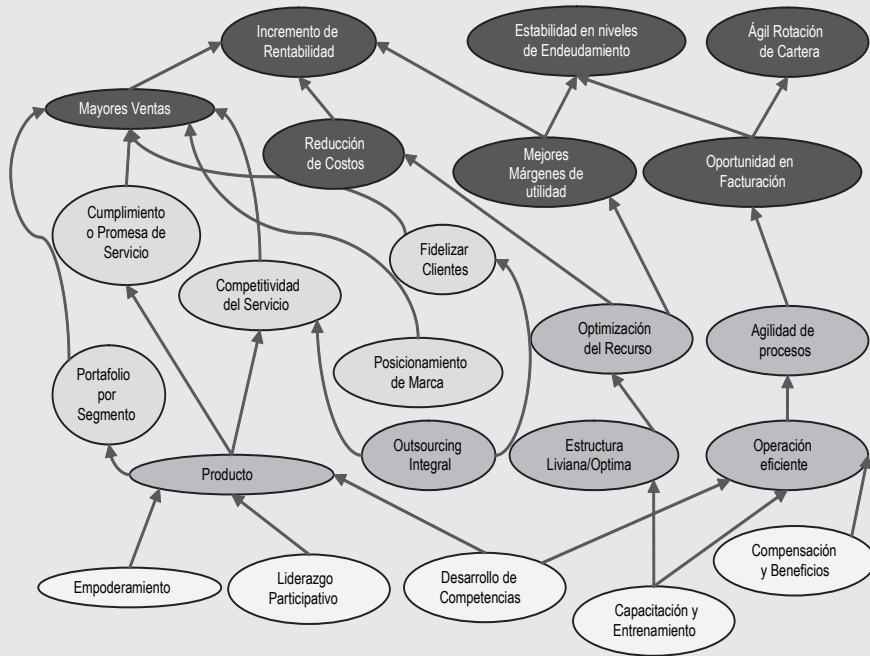 Incremento de
Rentabilidad
Estabilidad en niveles
de Endeudamiento
Ágil Rotación
de Cartera
Mayores Ventas
Reducción
de Costos
Mejores
Márgenes de
utilidad
Oportunidad en
Facturación
Cumplimiento
o Promesa de
Servicio
Fidelizar
Clientes
Competitividad
del Servicio
Optimización
del Recurso
Agilidad de
procesos
Posicionamiento
de Marca
Portafolio
por
Segmento
Producto
Outsourcing
Integral
Estructura
Liviana/Optima
Operación
eficiente
Empoderamiento
Liderazgo
Participativo
Desarrollo de
Competencias
Capacitación y
Entrenamiento
Compensación
y Beneficios